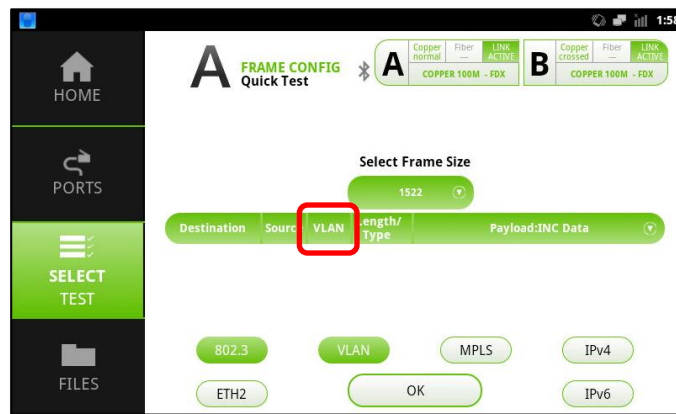 1:58
HOME
PORTS
SELECT
TEST
FILES
A
FRAME CONFIG
Quick Test
A
Copper normal
Fiber —
LINK ACTIVE
COPPER 100M - FDX
B
Copper crossed
Fiber —
LINK ACTIVE
COPPER 100M - FDX
Select Frame Size
1522
Destination Source VLAN Length/ Type Payload:INC Data
802.3 VLAN MPLS IPv4
ETH2 OK IPv6